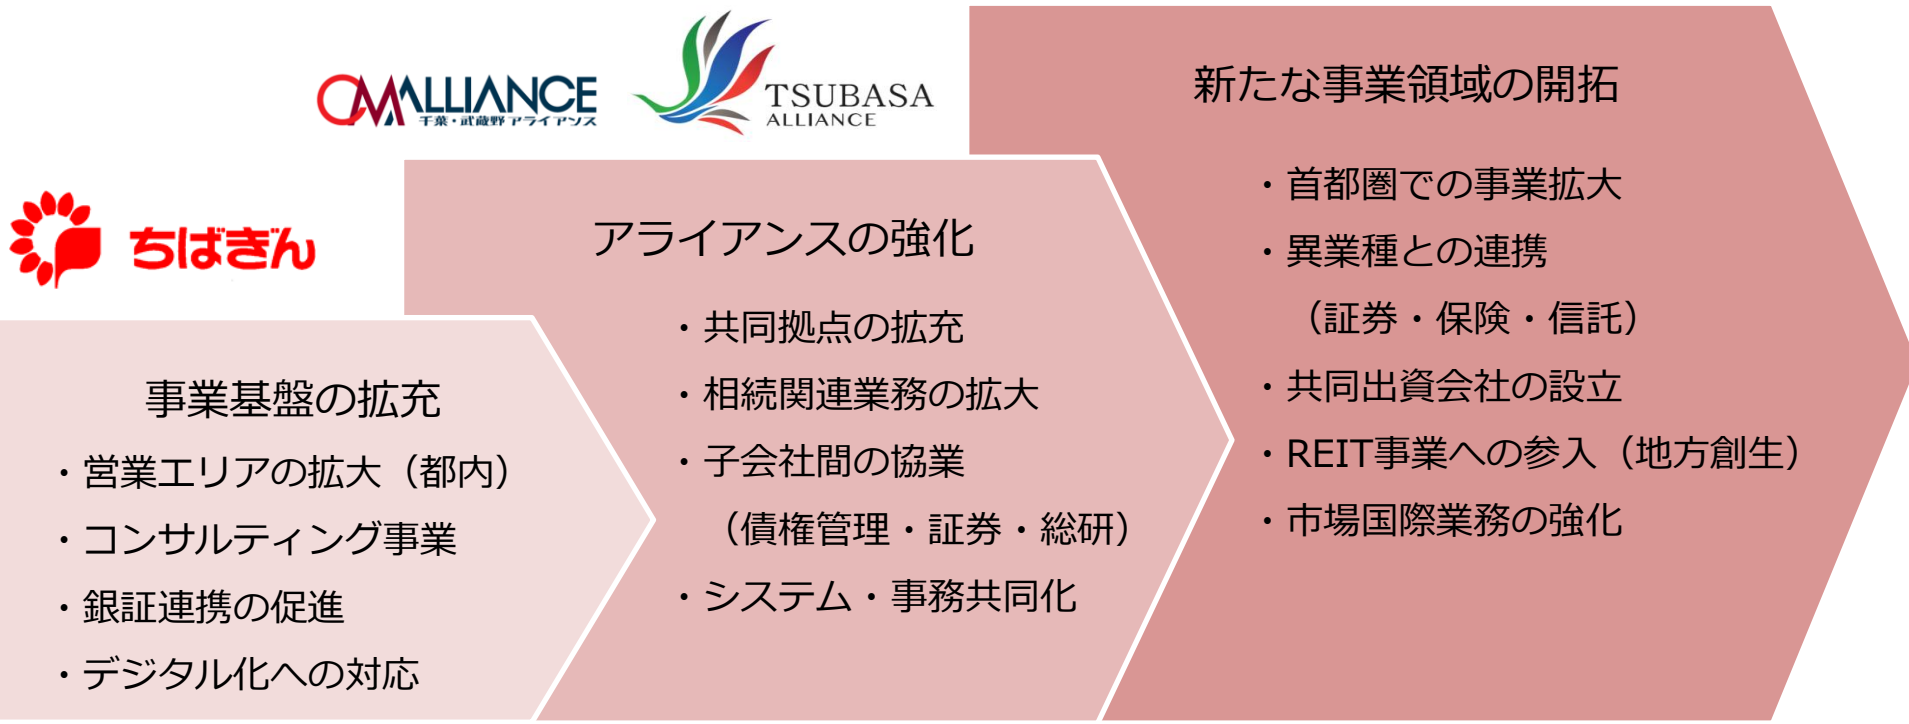 ちばぎん
事業基盤の拡充
・営業エリアの拡大（都内）
・コンサルティング事業
・銀証連携の促進
・デジタル化への対応
CMALLIANCE
千葉・武蔵野アライアンス
TSUBASA
ALLIANCE
アライアンスの強化
・共同拠点の拡充
・相続関連業務の拡大
・子会社間の協業
（債権管理・証券・総研）
・システム・事務共同化
新たな事業領域の開拓
・首都圏での事業拡大
・異業種との連携
（証券・保険・信託）
・共同出資会社の設立
・REIT事業への参入（地方創生）
・市場国際業務の強化